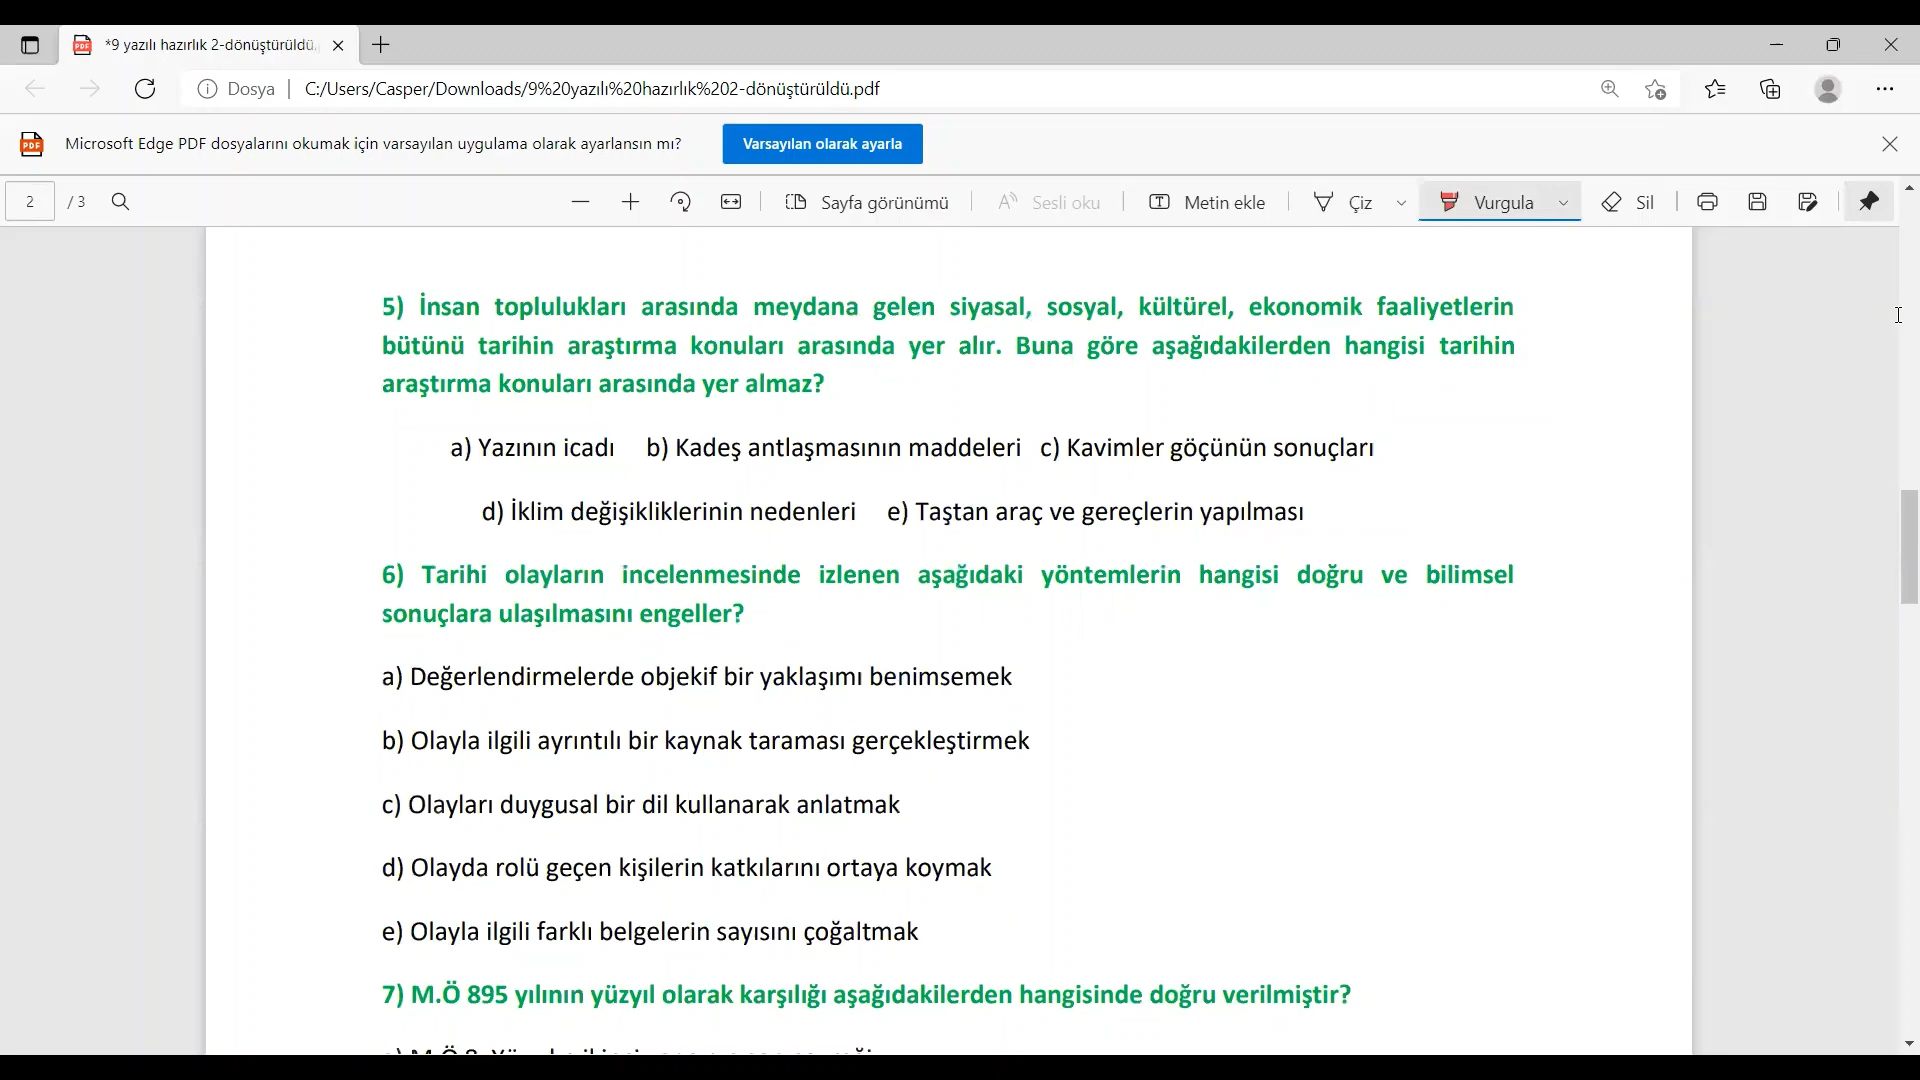 *9 yazılı hazırlık 2-dönüştürüldü.
Dosya C:/Users/Casper/Downloads/9%20yazılı%20hazırlık%202-dönüştürüldü.pdf
PDF Microsoft Edge PDF dosyalarını okumak için varsayılan uygulama olarak ayarlansın mı? Varsayılan olarak ayarla
2 / 3 Sayfa görünümü Sesli oku Metin ekle Çiz Vurgula Sil
5) İnsan toplulukları arasında meydana gelen siyasal, sosyal, kültürel, ekonomik faaliyetlerin
bütünü tarihin araştırma konuları arasında yer alır. Buna göre aşağıdakilerden hangisi tarihin
araştırma konuları arasında yer almaz?
a) Yazının icadı b) Kadeş antlaşmasının maddeleri c) Kavimler göçünün sonuçları
d) İklim değişikliklerinin nedenleri e) Taştan araç ve gereçlerin yapılması
6) Tarihi olayların incelenmesinde izlenen aşağıdaki yöntemlerin hangisi doğru ve bilimsel
sonuçlara ulaşılmasını engeller?
a) Değerlendirmelerde objekif bir yaklaşımı benimsemek
b) Olayla ilgili ayrıntılı bir kaynak taraması gerçekleştirmek
c) Olayları duygusal bir dil kullanarak anlatmak
d) Olayda rolü geçen kişilerin katkılarını ortaya koymak
e) Olayla ilgili farklı belgelerin sayısını çoğaltmak
7) M.Ö 895 yılının yüzyıl olarak karşılığı aşağıdakilerden hangisinde doğru verilmiştir?